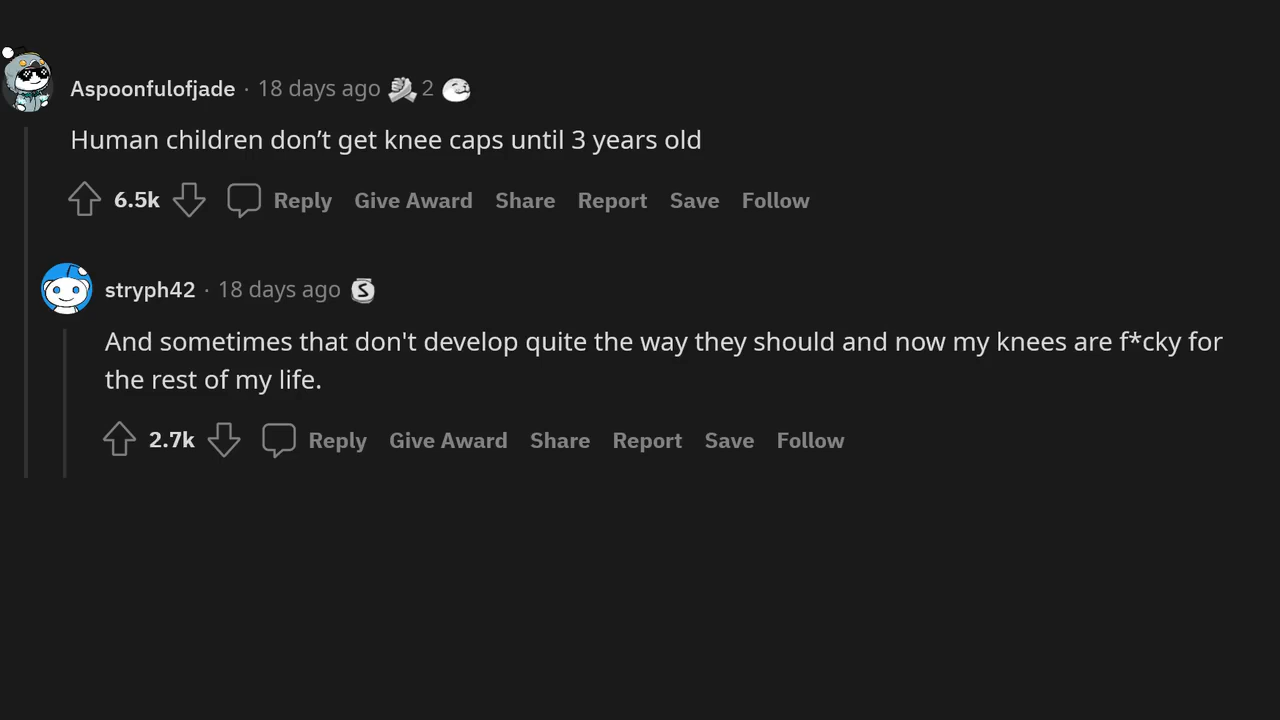 Aspoonfulofjade · 18 days ago 2
Human children don’t get knee caps until 3 years old
6.5k Reply Give Award Share Report Save Follow
stryph42 · 18 days ago S
And sometimes that don't develop quite the way they should and now my knees are f*cky for
the rest of my life.
2.7k Reply Give Award Share Report Save Follow